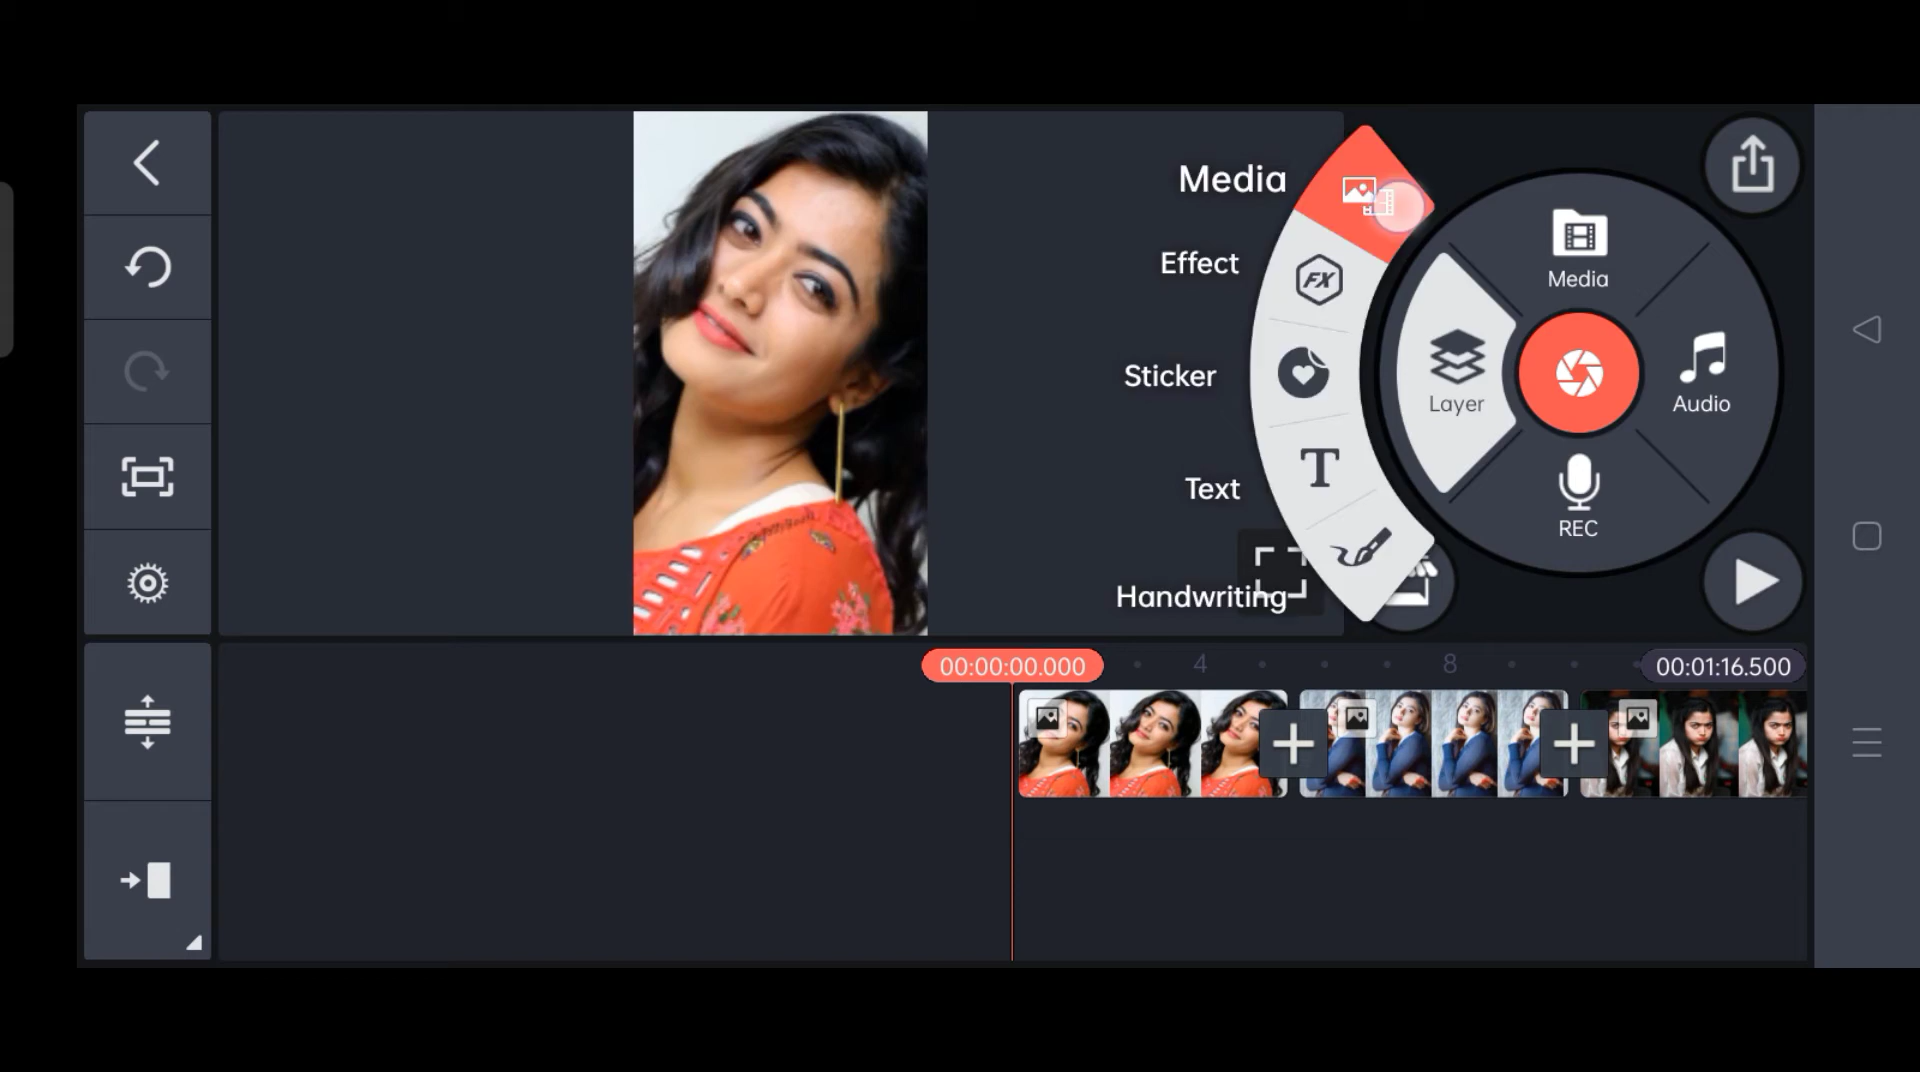 Media
Effect
Sticker
Text
Handwriting
Media
Layer
Audio
REC
FX
T
00:00:00.000
4
8
00:01:16.500